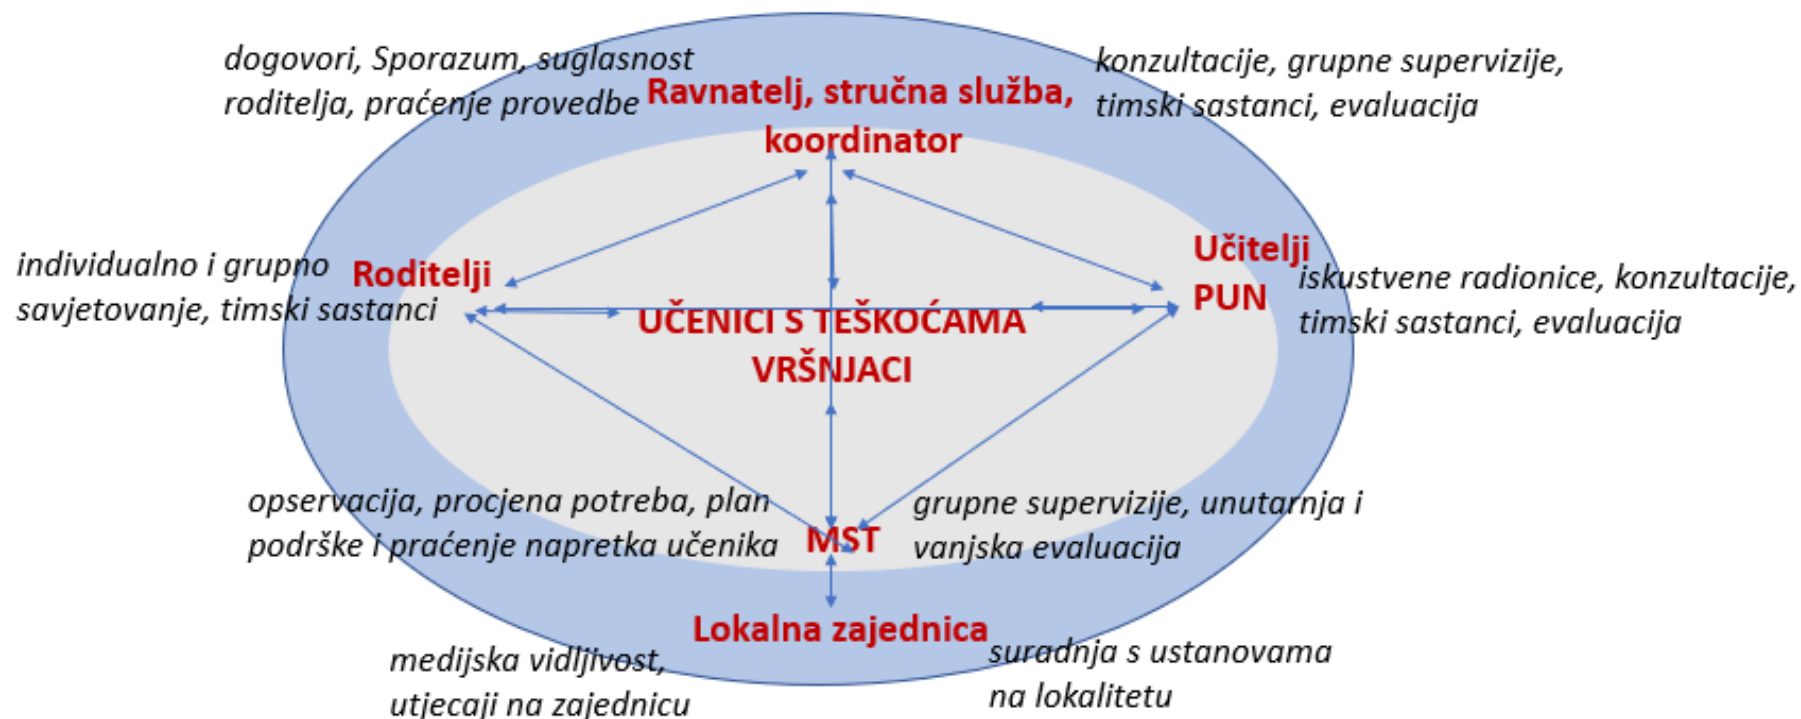 dogovori, Sporazum, suglasnost
roditelja, praćenje provedbe
Ravnatelj, stručna služba,
koordinator
konzultacije, grupne supervizije,
timski sastanci, evaluacija
individualno i grupno
savjetovanje, timski sastanci
Roditelji
Učitelji
PUN
iskustvene radionice, konzultacije,
timski sastanci, evaluacija
UČENICI S TEŠKOĆAMA
VRŠNJACI
opservacija, procjena potreba, plan
podrške i praćenje napretka učenika
MST
grupne supervizije, unutarnja i
vanjska evaluacija
Lokalna zajednica
medijska vidljivost,
utjecaji na zajednicu
suradnja s ustanovama
na lokalitetu